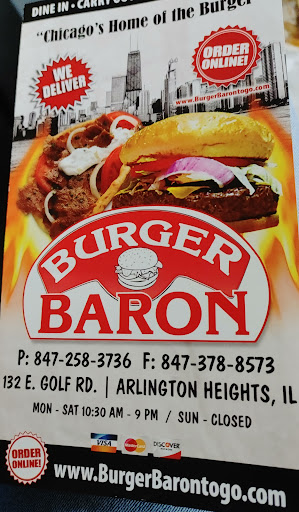 DINE IN • CARRY
"Chicago's Home of the Burger
WE
DELIVER
ORDER
ONLINE!
www.BurgerBarontogo.com
BURGER
BARON
P: 847-258-3736 F: 847-378-8573
132 E. GOLF RD. | ARLINGTON HEIGHTS, IL
MON - SAT 10:30 AM - 9 PM / SUN - CLOSED
ORDER
ONLINE!
VISA MasterCard DISCOVER
www.BurgerBarontogo.com